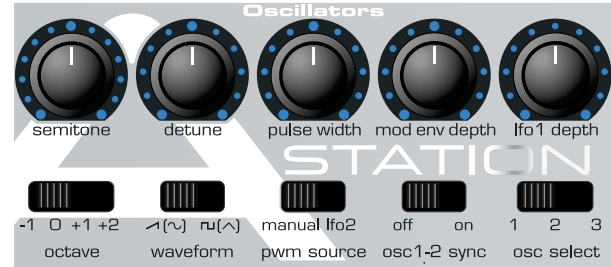 Oscillators
semitone detune pulse width mod env depth lfo1 depth
STATION
-1 0 +1 +2 manual lfo2 off on 1 2 3
octave waveform pwm source osc1-2 sync osc select